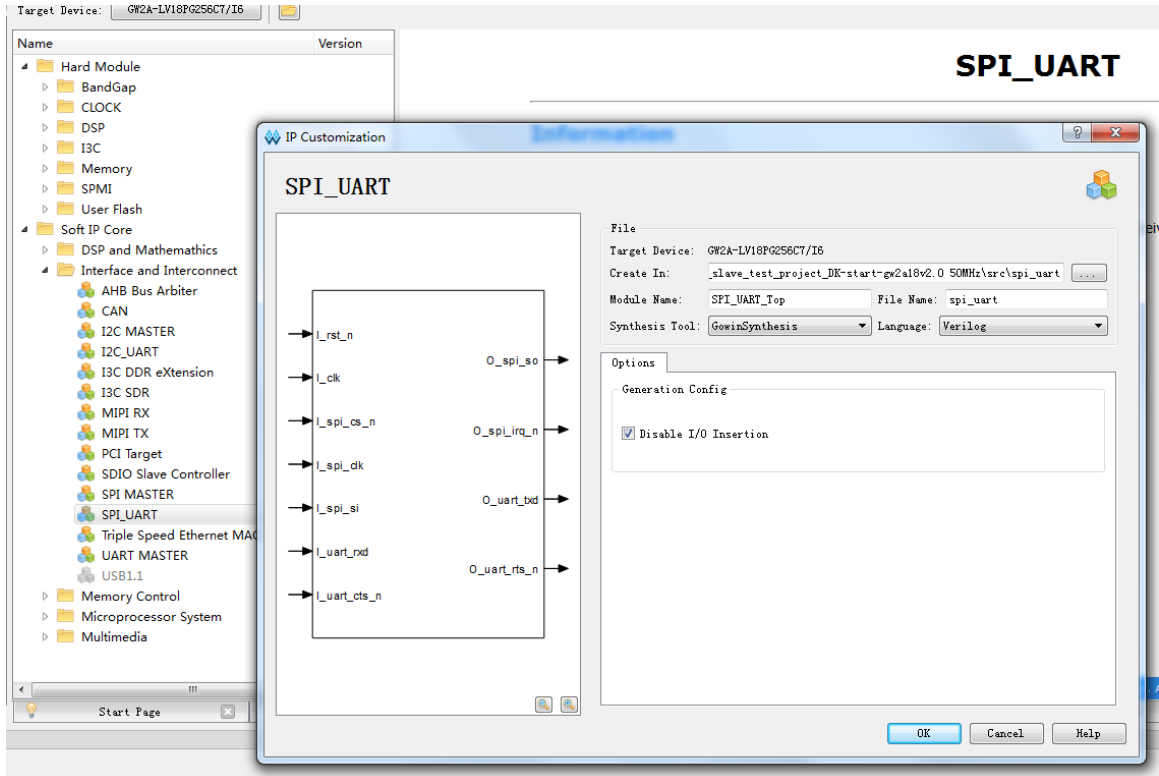 Target Device: GW2A-LV18PG256C7/I6
Name Version
Hard Module
BandGap
CLOCK
DSP
I3C
Memory
SPMI
User Flash
Soft IP Core
DSP and Mathemathics
Interface and Interconnect
AHB Bus Arbiter
CAN
I2C MASTER
I2C_UART
I3C DDR eXtension
I3C SDR
MIPI RX
MIPI TX
PCI Target
SDIO Slave Controller
SPI MASTER
SPI_UART
Triple Speed Ethernet MAC
UART MASTER
USB1.1
Memory Control
Microprocessor System
Multimedia
Start Page
SPI_UART
Information
IP Customization
SPI_UART
I_rst_n
I_clk
I_spi_cs_n
I_spi_clk
I_spi_si
I_uart_rxd
I_uart_cts_n
O_spi_so
O_spi_irq_n
O_uart_txd
O_uart_rts_n
File
Target Device: GW2A-LV18PG256C7/I6
Create In: _slave_test_project_DK-start-gw2a18v2.0 50MHz\src\spi_uart ...
Module Name: SPI_UART_Top File Name: spi_uart
Synthesis Tool: GowinSynthesis Language: Verilog
Options
Generation Config
Disable I/O Insertion
OK Cancel Help